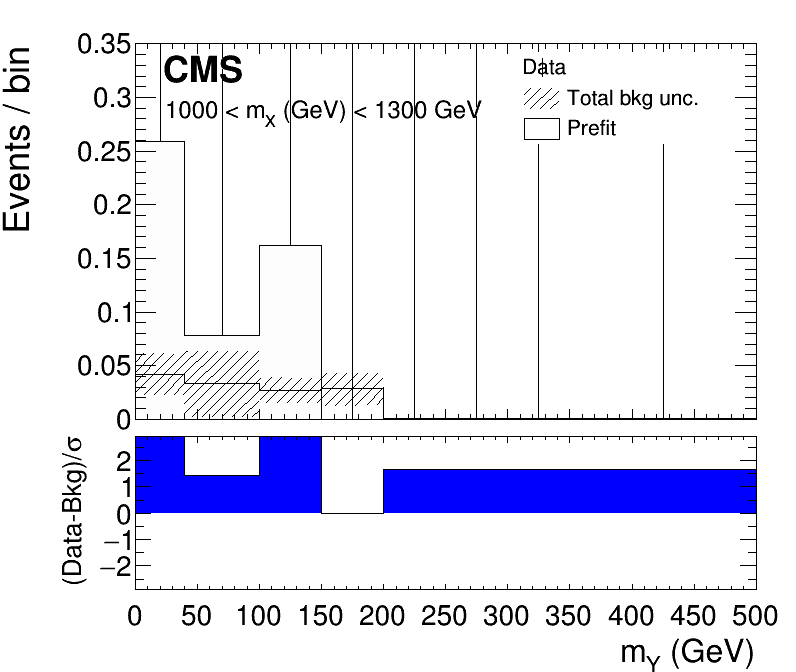 CMS
1000 < mX (GeV) < 1300 GeV
Data
Total bkg unc.
Prefit
Events / bin
0.35
0.3
0.25
0.2
0.15
0.1
0.05
0
(Data-Bkg)/σ
2
1
0
−1
−2
0 50 100 150 200 250 300 350 400 450 500
mY (GeV)